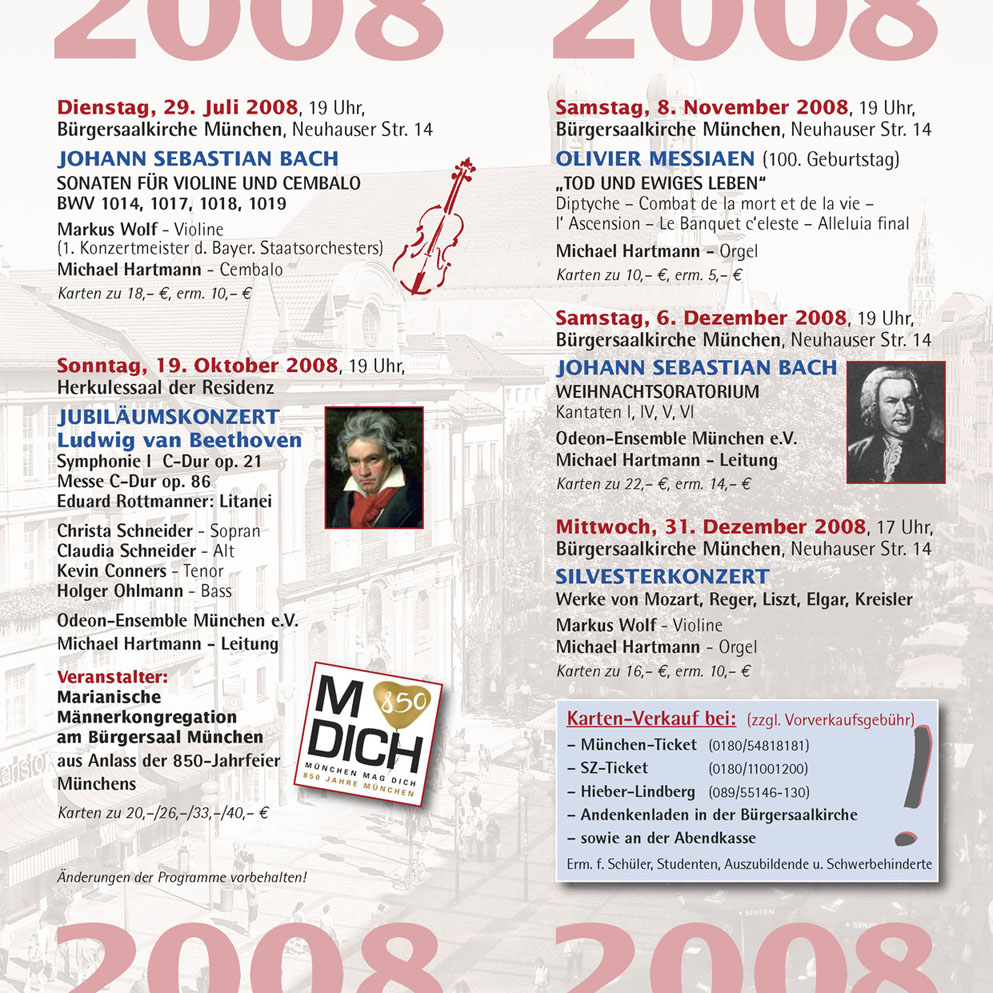 2008
Dienstag, 29. Juli 2008, 19 Uhr,
Bürgersaalkirche München, Neuhauser Str. 14
JOHANN SEBASTIAN BACH
SONATEN FÜR VIOLINE UND CEMBALO
BWV 1014, 1017, 1018, 1019
Markus Wolf - Violine
(1. Konzertmeister d. Bayer. Staatsorchesters)
Michael Hartmann - Cembalo
Karten zu 18,– €, erm. 10,– €
Sonntag, 19. Oktober 2008, 19 Uhr,
Herkulessaal der Residenz
JUBILÄUMSKONZERT
Ludwig van Beethoven
Symphonie I C-Dur op. 21
Messe C-Dur op. 86
Eduard Rottmanner: Litanei
Christa Schneider - Sopran
Claudia Schneider - Alt
Kevin Conners - Tenor
Holger Ohlmann - Bass
Odeon-Ensemble München e.V.
Michael Hartmann - Leitung
Veranstalter:
Marianische
Männerkongregation
am Bürgersaal München
aus Anlass der 850-Jahrfeier
Münchens
Karten zu 20,–/26,–/33,–/40,– €
M 850
DICH
MÜNCHEN MAG DICH
850 JAHRE MÜNCHEN
Änderungen der Programme vorbehalten!
2008
2008
Samstag, 8. November 2008, 19 Uhr,
Bürgersaalkirche München, Neuhauser Str. 14
OLIVIER MESSIAEN (100. Geburtstag)
„TOD UND EWIGES LEBEN“
Diptyche – Combat de la mort et de la vie –
l’ Ascension – Le Banquet c’eleste – Alleluia final
Michael Hartmann – Orgel
Karten zu 10,– €, erm. 5,– €
Samstag, 6. Dezember 2008, 19 Uhr,
Bürgersaalkirche München, Neuhauser Str. 14
JOHANN SEBASTIAN BACH
WEIHNACHTSORATORIUM
Kantaten I, IV, V, VI
Odeon-Ensemble München e.V.
Michael Hartmann – Leitung
Karten zu 22,– €, erm. 14,– €
Mittwoch, 31. Dezember 2008, 17 Uhr,
Bürgersaalkirche München, Neuhauser Str. 14
SILVESTERKONZERT
Werke von Mozart, Reger, Liszt, Elgar, Kreisler
Markus Wolf - Violine
Michael Hartmann - Orgel
Karten zu 16,– €, erm. 10,– €
Karten-Verkauf bei: (zzgl. Vorverkaufsgebühr)
– München-Ticket (0180/54818181)
– SZ-Ticket (0180/11001200)
– Hieber-Lindberg (089/55146-130)
– Andenkenladen in der Bürgersaalkirche
– sowie an der Abendkasse
Erm. f. Schüler, Studenten, Auszubildende u. Schwerbehinderte
!
2008